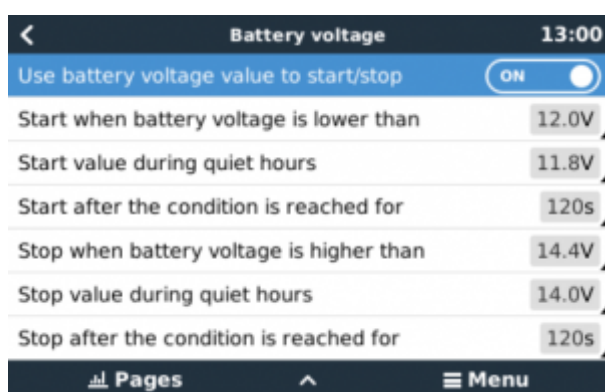 Battery voltage 13:00
Use battery voltage value to start/stop ON
Start when battery voltage is lower than 12.0V
Start value during quiet hours 11.8V
Start after the condition is reached for 120s
Stop when battery voltage is higher than 14.4V
Stop value during quiet hours 14.0V
Stop after the condition is reached for 120s
Pages Menu